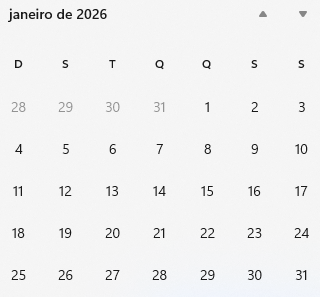 janeiro de 2026
D S T Q Q S S
28 29 30 31 1 2 3
4 5 6 7 8 9 10
11 12 13 14 15 16 17
18 19 20 21 22 23 24
25 26 27 28 29 30 31